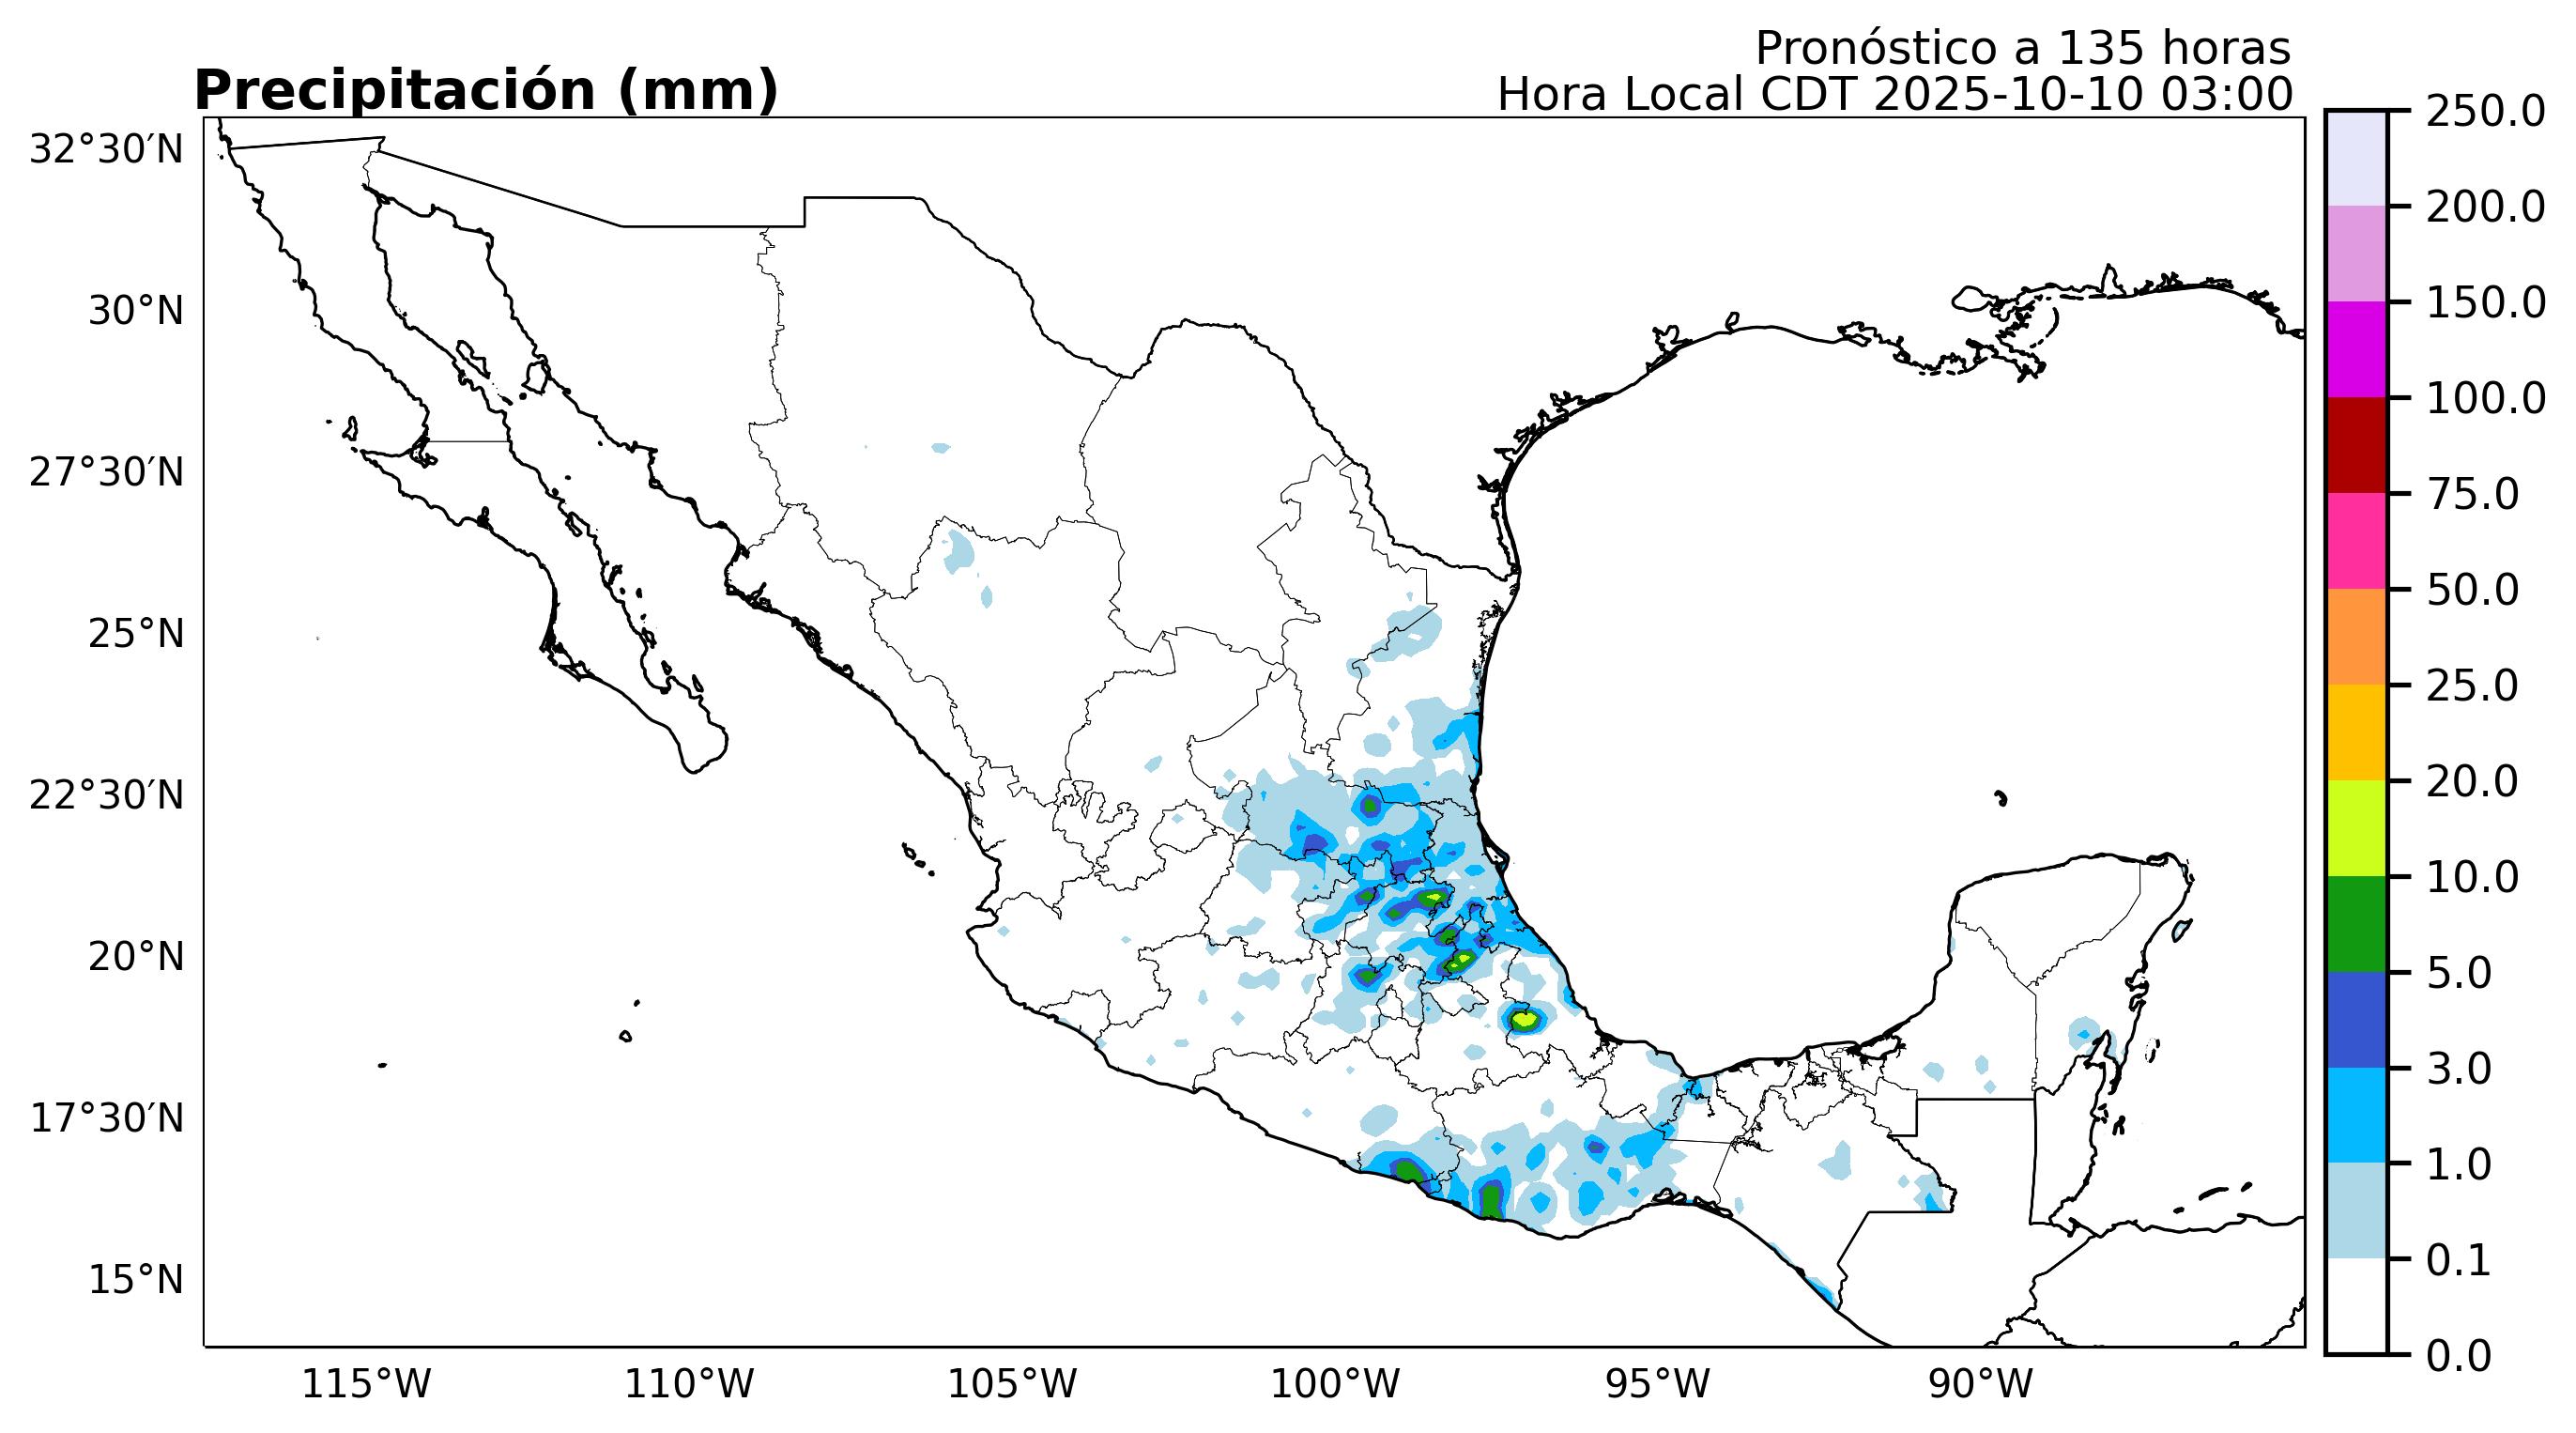 Pronóstico a 135 horas
Precipitación (mm)
Hora Local CDT 2025-10-10 03:00
32°30′N
30°N
27°30′N
25°N
22°30′N
20°N
17°30′N
15°N
115°W
110°W
105°W
100°W
95°W
90°W
250.0
200.0
150.0
100.0
75.0
50.0
25.0
20.0
10.0
5.0
3.0
1.0
0.1
0.0